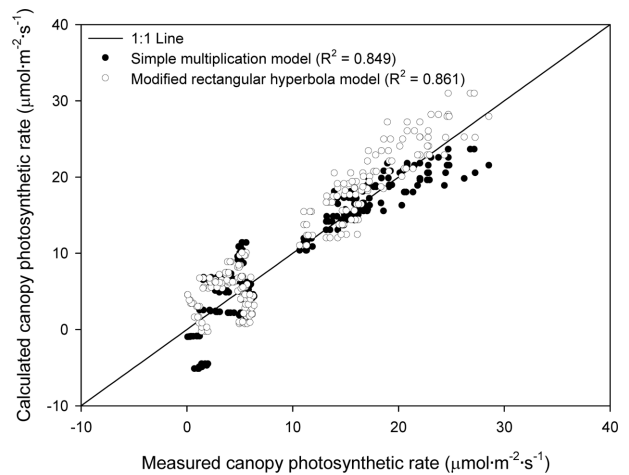 40
30
20
10
0
-10
-10 0 10 20 30 40
Calculated canopy photosynthetic rate (μmol·m⁻²·s⁻¹)
1:1 Line
Simple multiplication model (R² = 0.849)
Modified rectangular hyperbola model (R² = 0.861)
Measured canopy photosynthetic rate (μmol·m⁻²·s⁻¹)